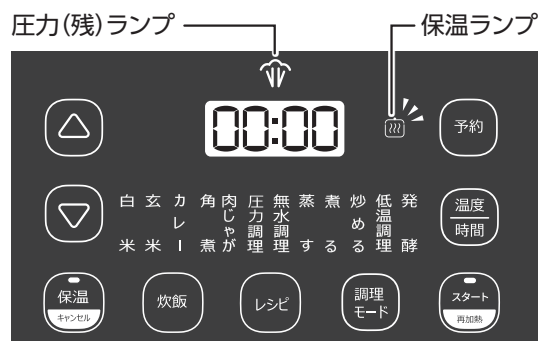 圧力(残)ランプ
保温ランプ
00:00
予約
白米
玄米
カレー
角煮
肉じゃが
圧力調理
無水調理
蒸す
煮る
炒める
低温調理
発酵
温度
時間
保温
キャンセル
炊飯
レシピ
調理
モード
スタート
再加熱